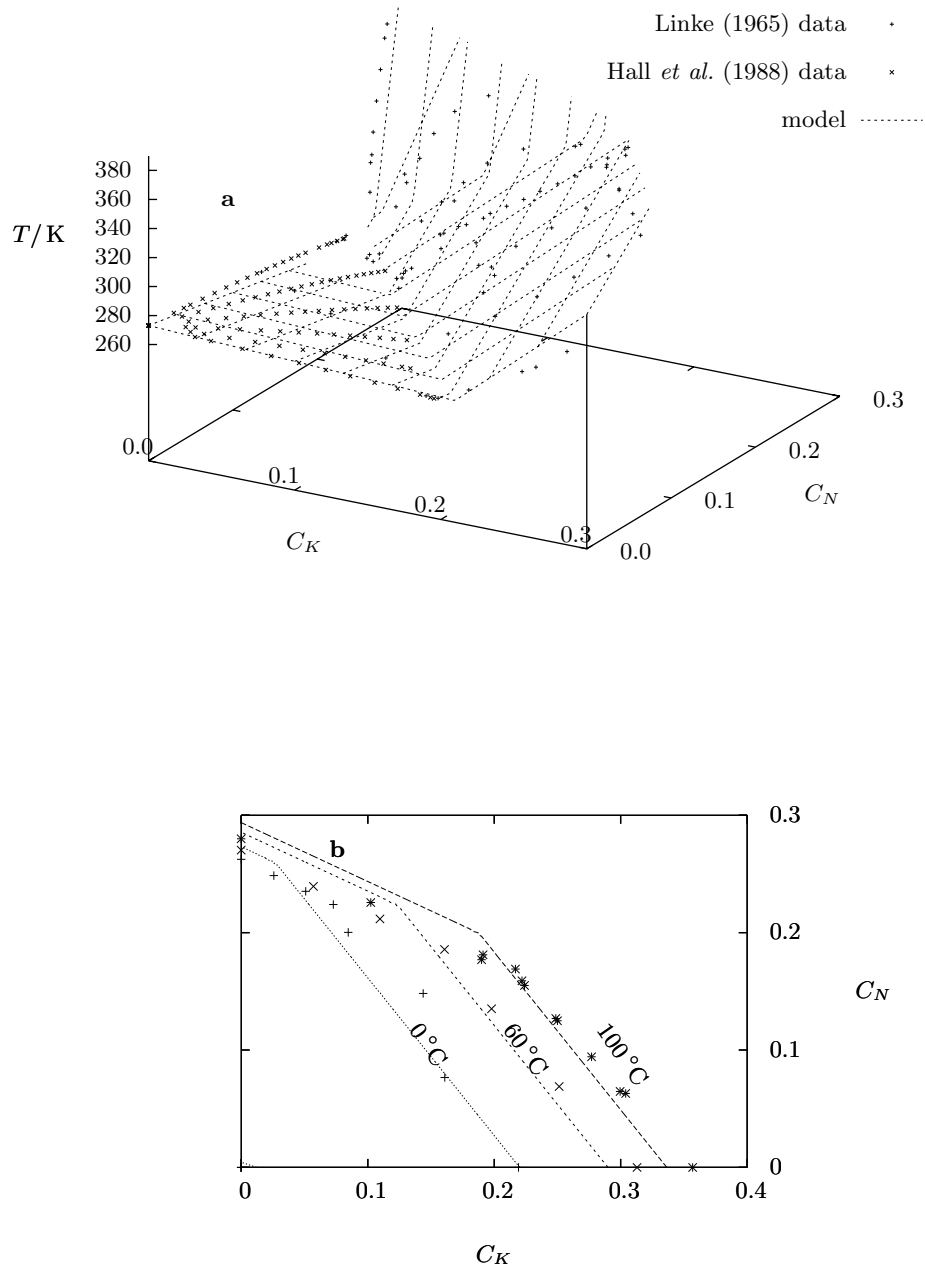 Linke (1965) data
Hall et al. (1988) data
model
380
360
340
320
300
280
260
T/K
a
0.0
0.1
0.2
0.3
C_K
0.0
0.1
0.2
0.3
C_N
b
0.3
0.2
0.1
0
C_N
0 °C
60 °C
100 °C
0
0.1
0.2
0.3
0.4
C_K